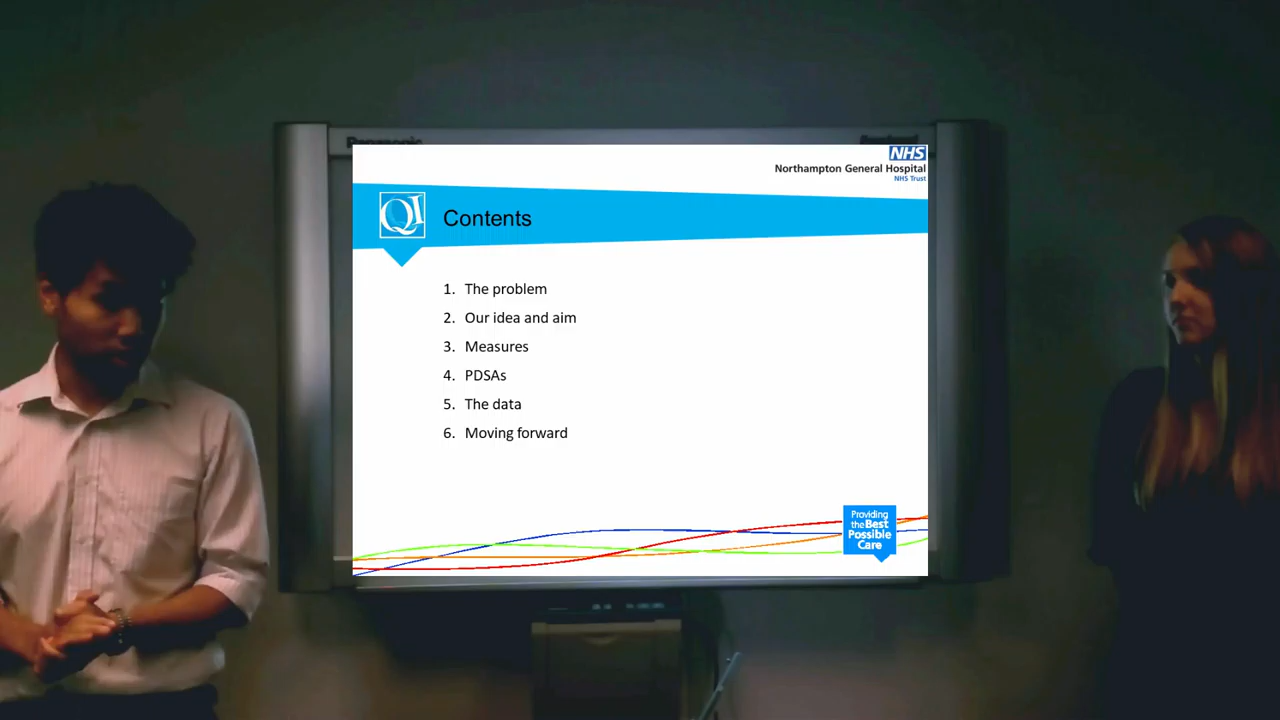 Panasonic
NHS
Northampton General Hospital
NHS Trust
QI
Contents
1. The problem
2. Our idea and aim
3. Measures
4. PDSAs
5. The data
6. Moving forward
Providing
the Best
Possible
Care